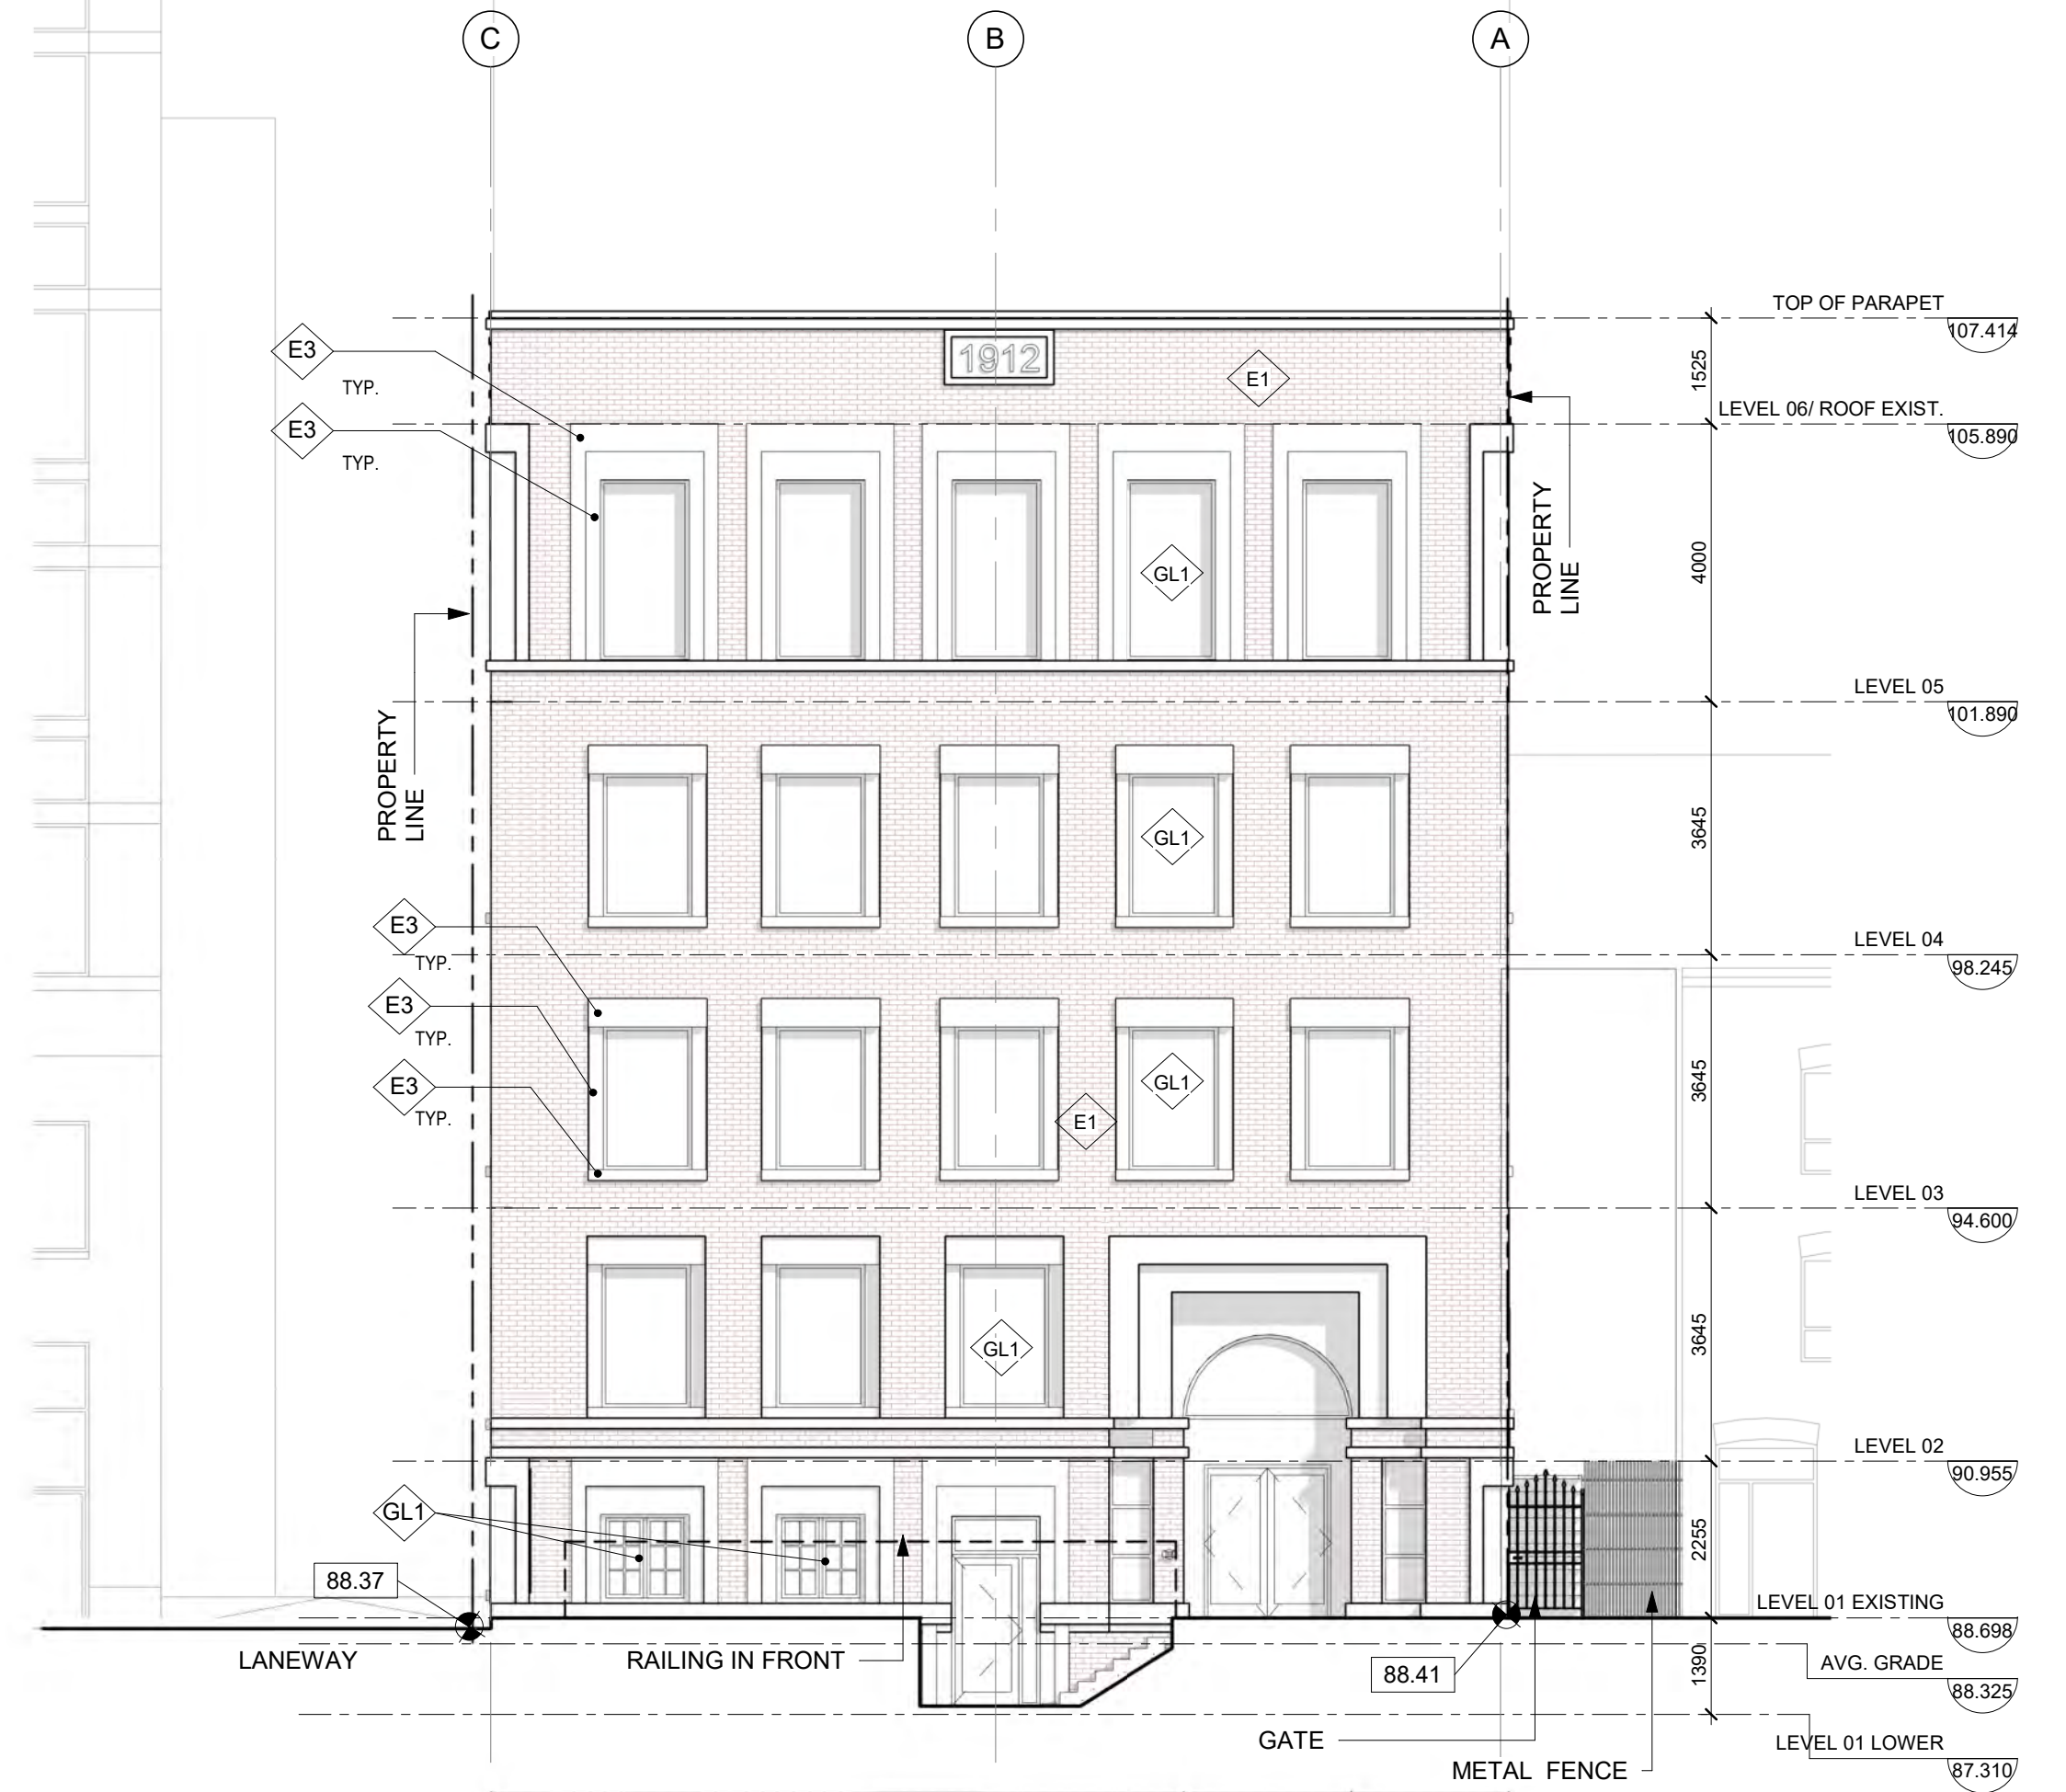 C
B
A
TOP OF PARAPET
107.414
E3
TYP.
1912
E1
1525
LEVEL 06/ ROOF EXIST.
105.890
E3
TYP.
GL1
PROPERTY
LINE
4000
PROPERTY
LINE
LEVEL 05
101.890
GL1
3645
E3
TYP.
LEVEL 04
98.245
E3
TYP.
E3
TYP.
GL1
E1
3645
LEVEL 03
94.600
GL1
3645
LEVEL 02
90.955
GL1
2255
88.37
LEVEL 01 EXISTING
88.698
LANEWAY
RAILING IN FRONT
88.41
1390
AVG. GRADE
88.325
GATE
METAL FENCE
LEVEL 01 LOWER
87.310